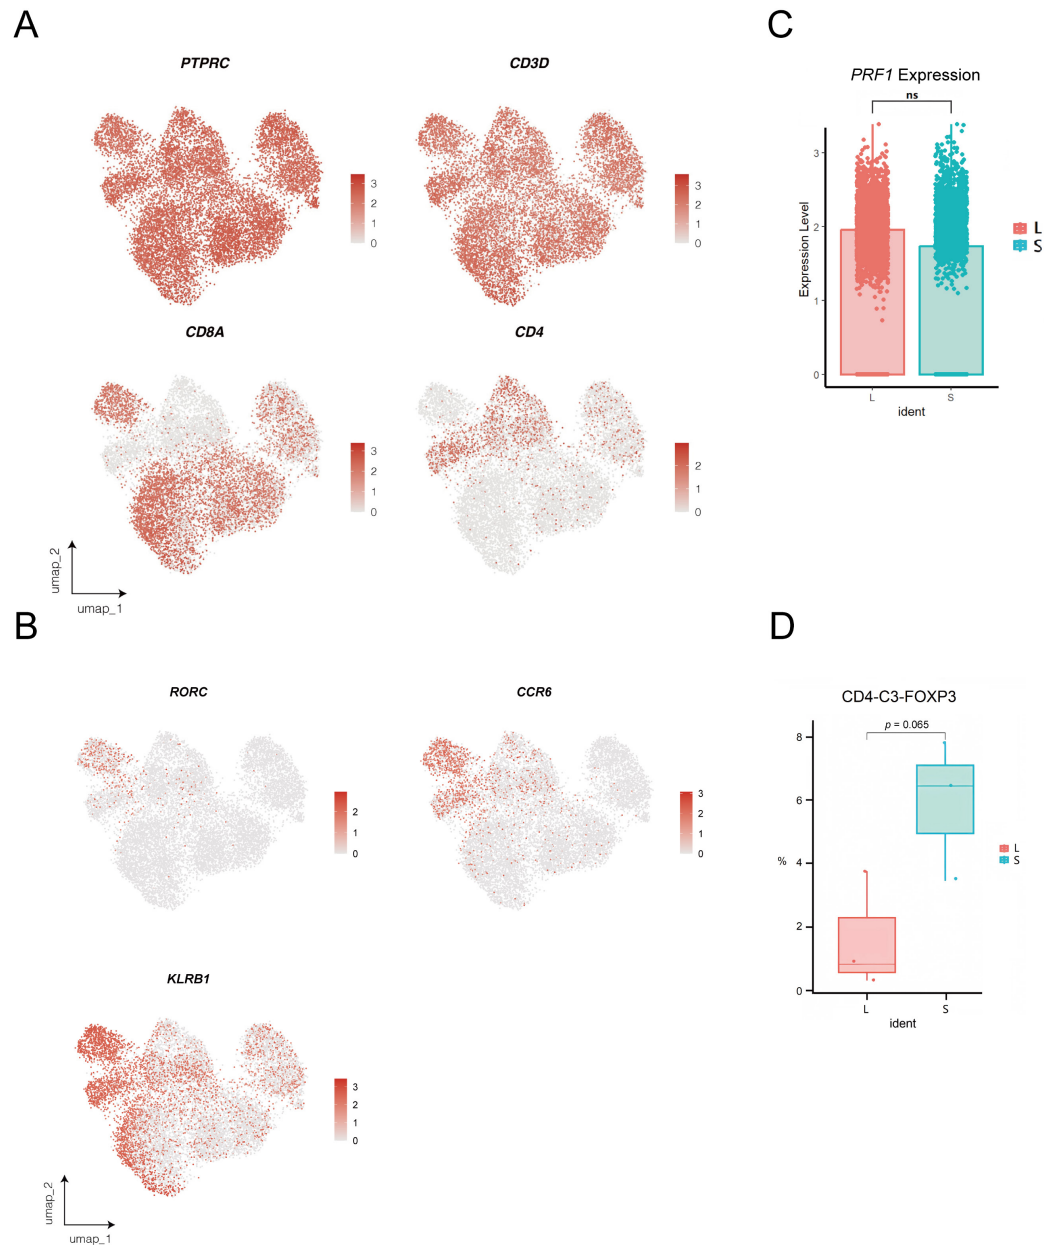 A
PTPRC
3
2
1
0
CD3D
3
2
1
0
CD8A
3
2
1
0
CD4
2
1
0
umap_2
umap_1
B
RORC
2
1
0
CCR6
3
2
1
0
KLRB1
3
2
1
0
umap_2
umap_1
C
PRF1 Expression
ns
Expression Level
3
2
1
0
L
S
ident
L
S
D
CD4-C3-FOXP3
p = 0.065
%
8
6
4
2
0
L
S
ident
L
S